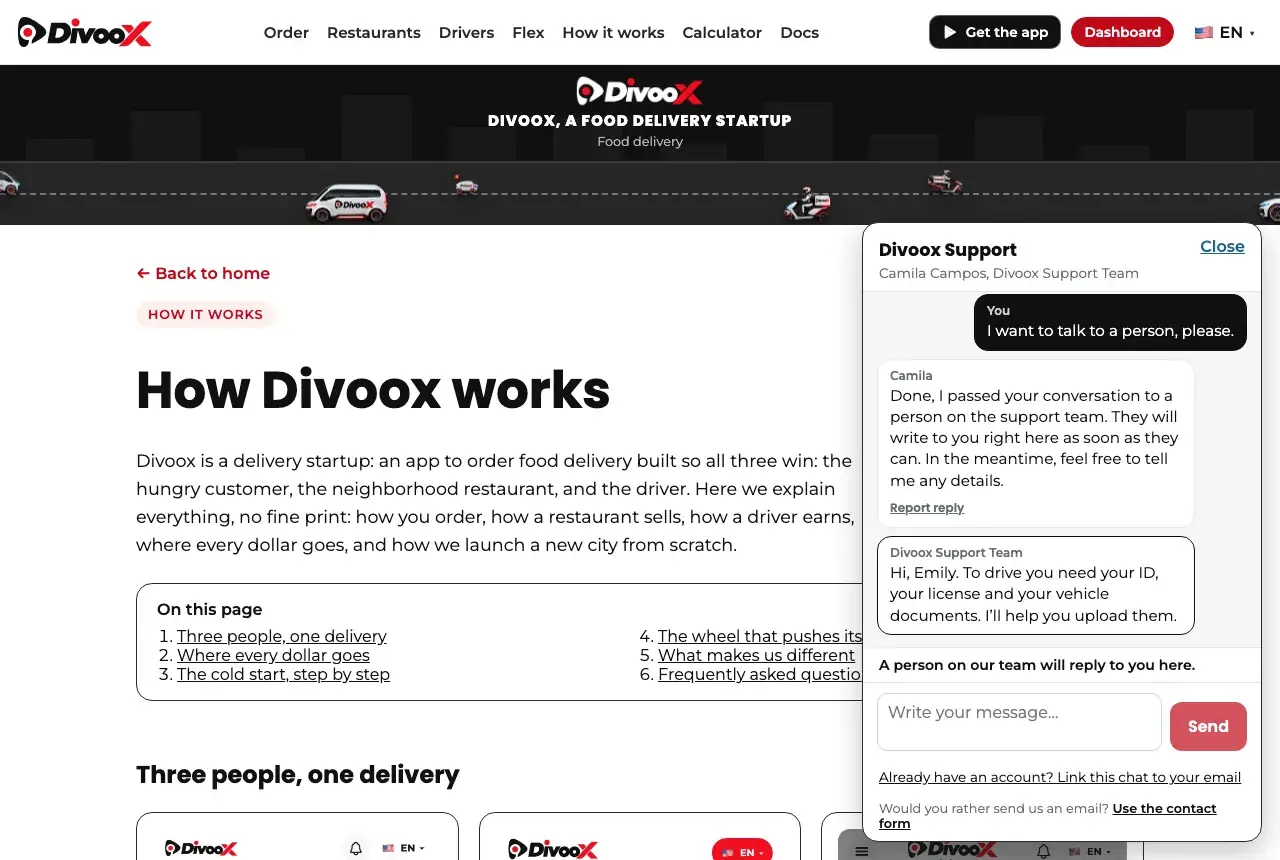 DivooX
Order Restaurants Drivers Flex How it works Calculator Docs
Get the app
Dashboard
EN
DivooX
DIVOOX, A FOOD DELIVERY STARTUP
Food delivery
DivooX
← Back to home
HOW IT WORKS
How Divoox works
Divoox is a delivery startup: an app to order food delivery built so all three win: the
hungry customer, the neighborhood restaurant, and the driver. Here we explain
everything, no fine print: how you order, how a restaurant sells, how a driver earns,
where every dollar goes, and how we launch a new city from scratch.
On this page
1. Three people, one delivery
2. Where every dollar goes
3. The cold start, step by step
4. The wheel that pushes its
5. What makes us different
6. Frequently asked questio
Three people, one delivery
DivooX
EN
DivooX
EN
DivooX
EN
Divoox Support
Close
Camila Campos, Divoox Support Team
You
I want to talk to a person, please.
Camila
Done, I passed your conversation to a
person on the support team. They will
write to you right here as soon as they
can. In the meantime, feel free to tell
me any details.
Report reply
Divoox Support Team
Hi, Emily. To drive you need your ID,
your license and your vehicle
documents. I’ll help you upload them.
A person on our team will reply to you here.
Write your message...
Send
Already have an account? Link this chat to your email
Would you rather send us an email? Use the contact
form